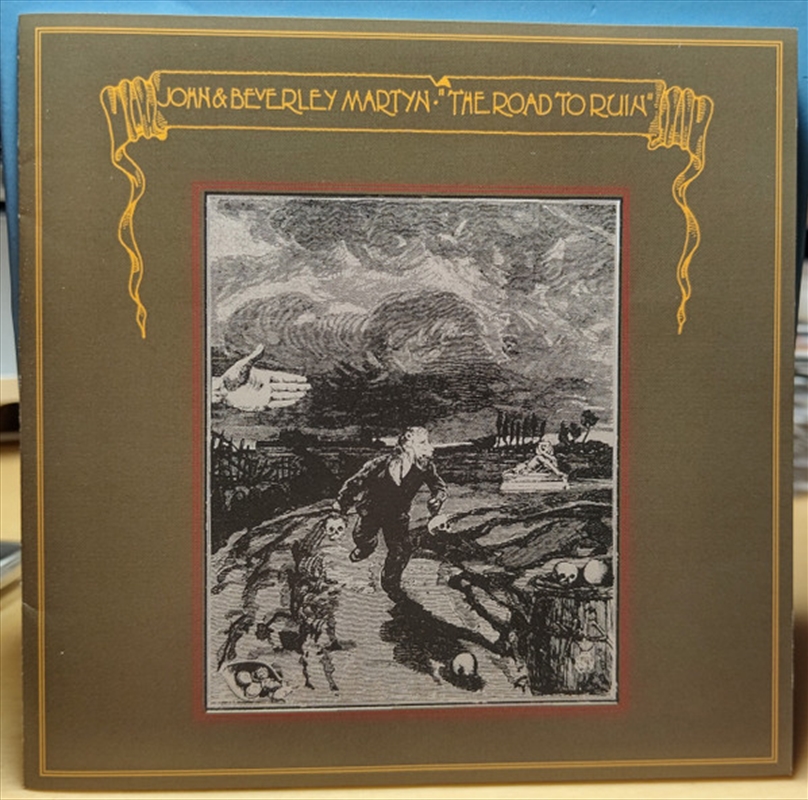 JOHN & BEVERLEY MARTYN · "THE ROAD TO RUIN"